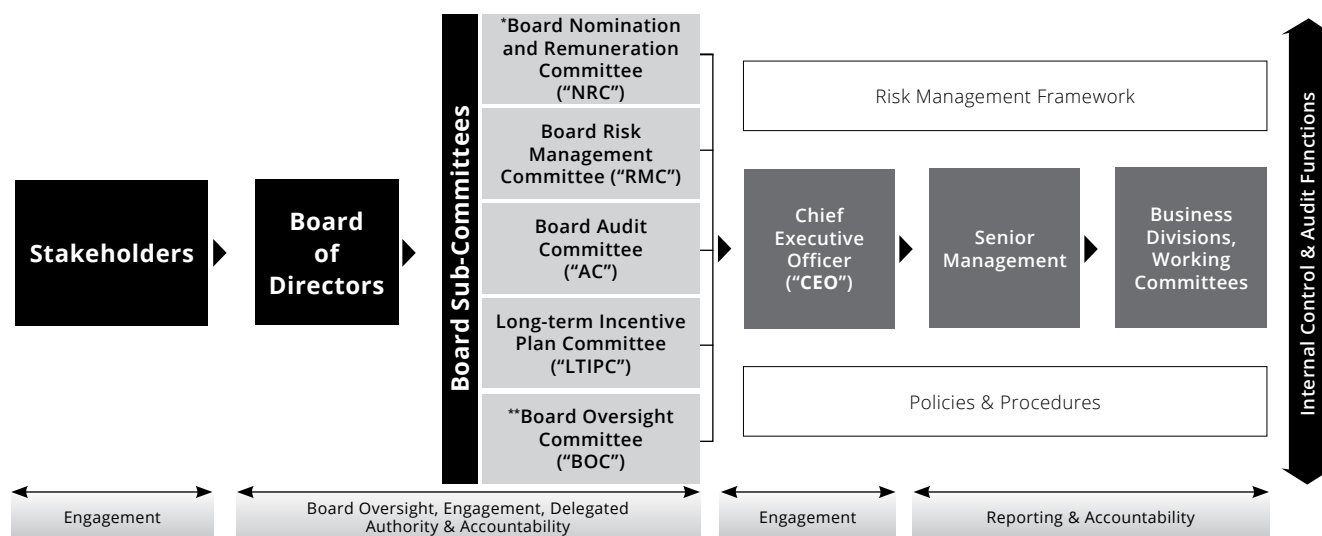 Stakeholders
Board
of
Directors
Board Sub-Committees
*Board Nomination
and Remuneration
Committee
(“NRC”)
Board Risk
Management
Committee (“RMC”)
Board Audit
Committee
(“AC”)
Long-term Incentive
Plan Committee
(“LTIPC”)
**Board Oversight
Committee
(“BOC”)
Risk Management Framework
Chief
Executive
Officer
(“CEO”)
Senior
Management
Business
Divisions,
Working
Committees
Policies & Procedures
Internal Control & Audit Functions
Engagement
Board Oversight, Engagement, Delegated
Authority & Accountability
Engagement
Reporting & Accountability